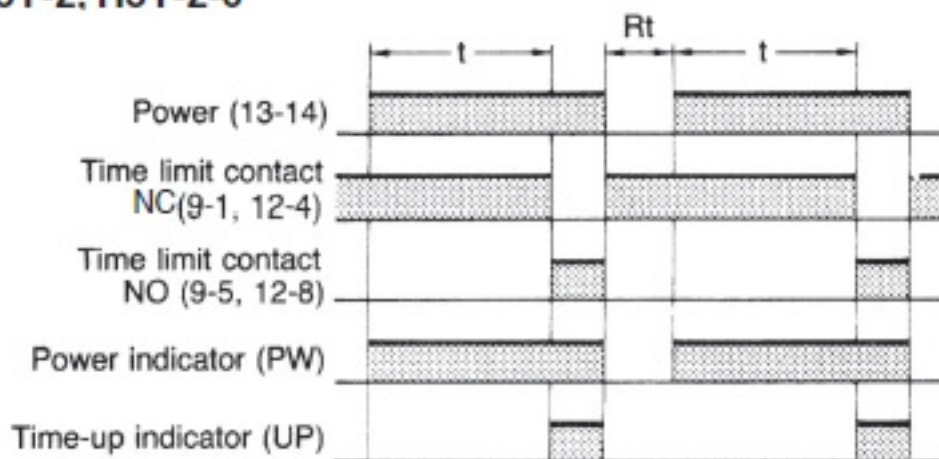 Rt
t t
Power (13-14)
Time limit contact
NC(9-1, 12-4)
Time limit contact
NO (9-5, 12-8)
Power indicator (PW)
Time-up indicator (UP)